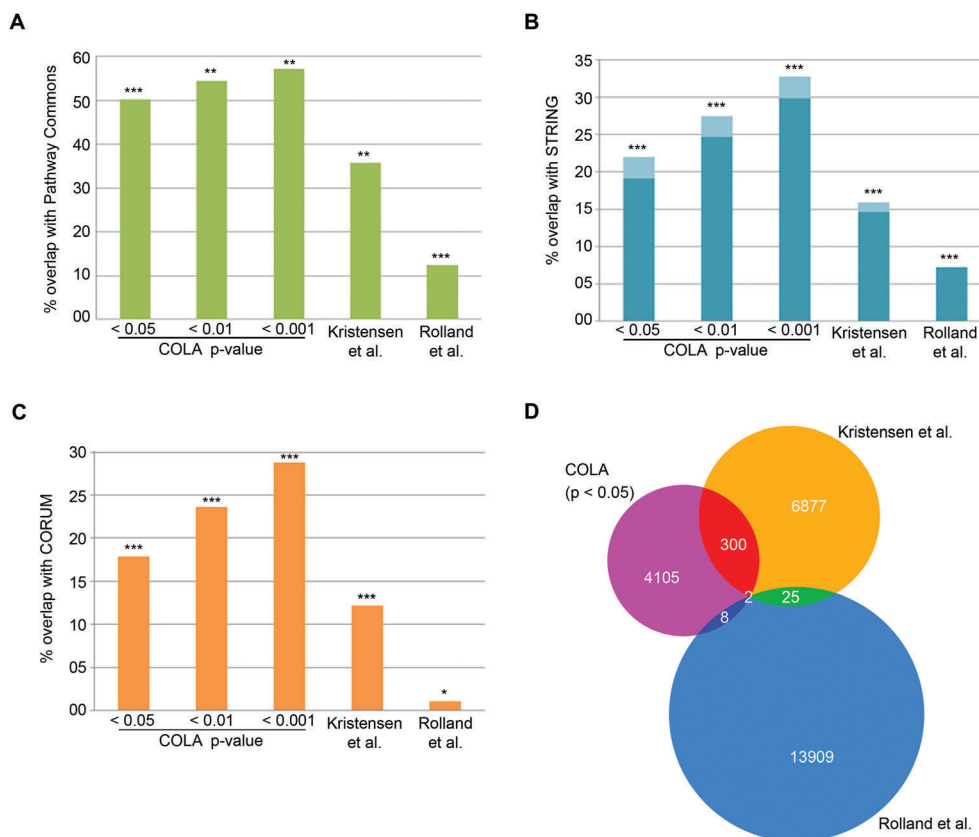 A
% overlap with Pathway Commons
60
50
40
30
20
10
00
***
**
**
**
***
< 0.05
< 0.01
< 0.001
COLA p-value
Kristensen
et al.
Rolland
et al.
B
% overlap with STRING
35
30
25
20
15
10
05
00
***
***
***
***
***
< 0.05
< 0.01
< 0.001
COLA p-value
Kristensen
et al.
Rolland
et al.
C
% overlap with CORUM
30
25
20
15
10
05
00
***
***
***
***
*
< 0.05
< 0.01
< 0.001
COLA p-value
Kristensen
et al.
Rolland
et al.
D
Kristensen et al.
COLA
(p < 0.05)
6877
300
4105
2
25
8
13909
Rolland et al.